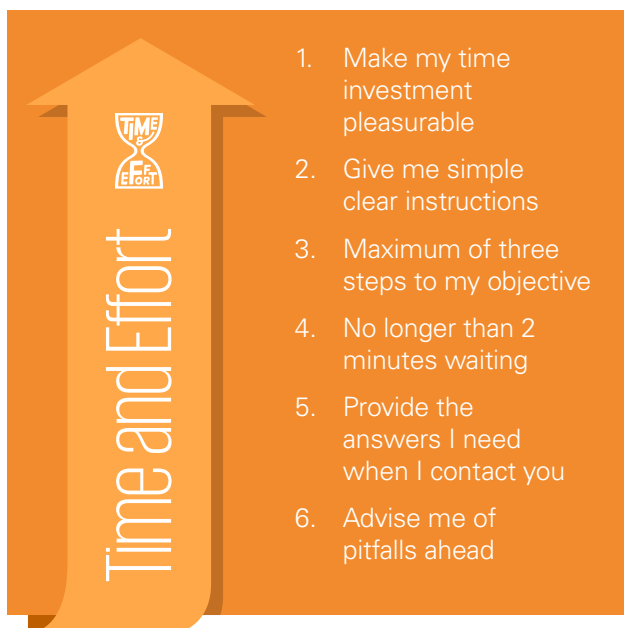 TIME
&
EFFORT
Time and Effort
1. Make my time
investment
pleasurable
2. Give me simple
clear instructions
3. Maximum of three
steps to my objective
4. No longer than 2
minutes waiting
5. Provide the
answers I need
when I contact you
6. Advise me of
pitfalls ahead